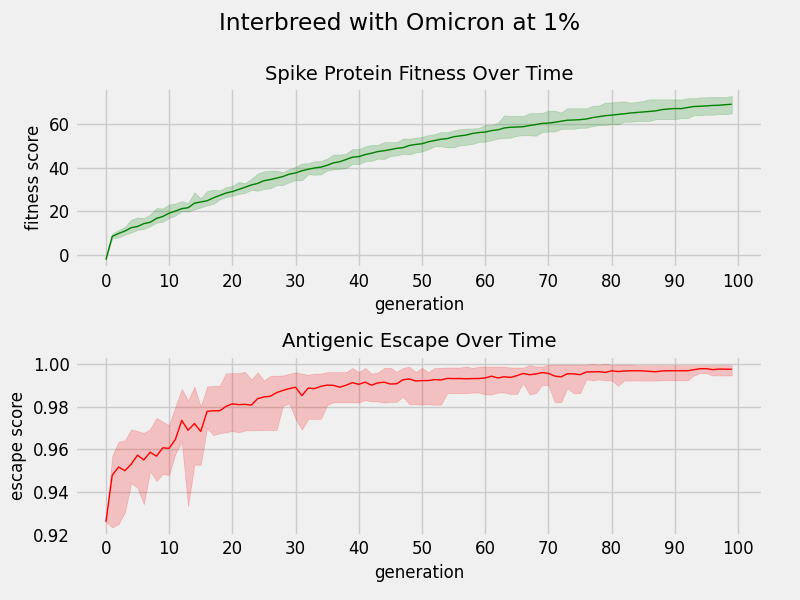 Interbreed with Omicron at 1%
Spike Protein Fitness Over Time
fitness score
60
40
20
0
0 10 20 30 40 50 60 70 80 90 100
generation
Antigenic Escape Over Time
escape score
1.00
0.98
0.96
0.94
0.92
0 10 20 30 40 50 60 70 80 90 100
generation